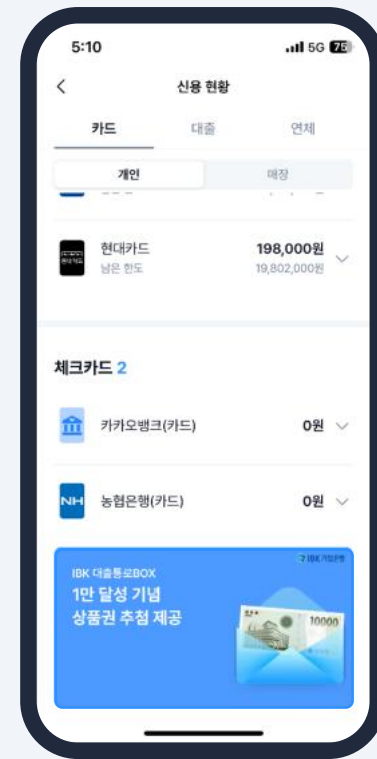 5:10
5G 75
신용 현황
카드 대출 연체
개인 매장
현대카드 198,000원
남은 한도 19,802,000원
체크카드 2
카카오뱅크(카드) 0원
NH 농협은행(카드) 0원
IBK 기업은행
IBK 대출통로BOX
1만 달성 기념
상품권 추첨 제공
10000